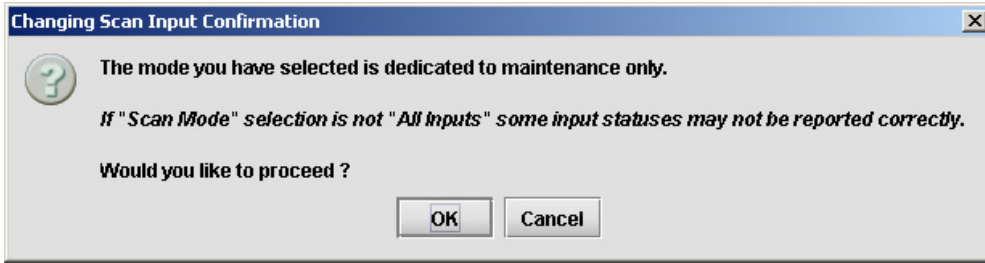 Changing Scan Input Confirmation
The mode you have selected is dedicated to maintenance only.
If "Scan Mode" selection is not "All Inputs" some input statuses may not be reported correctly.
Would you like to proceed ?
OK Cancel